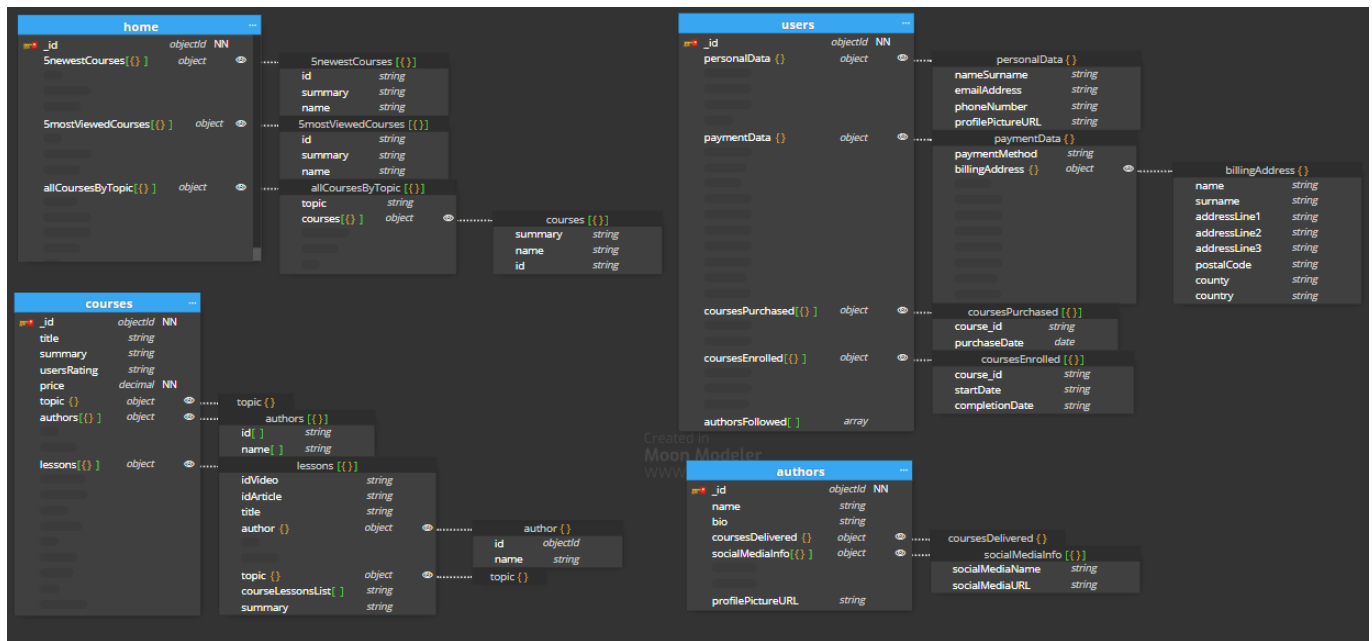 home ...
_id objectId NN
5newestCourses[{} ] object
5newestCourses [{}]
id string
summary string
name string
5mostViewedCourses[{} ] object
5mostViewedCourses [{}]
id string
summary string
name string
allCoursesByTopic[{} ] object
allCoursesByTopic [{}]
topic string
courses[{} ] object
courses [{}]
summary string
name string
id string
users ...
_id objectId NN
personalData {} object
personalData {}
nameSurname string
emailAddress string
phoneNumber string
profilePictureURL string
paymentData {} object
paymentData {}
paymentMethod string
billingAddress {} object
billingAddress {}
name string
surname string
addressLine1 string
addressLine2 string
addressLine3 string
postalCode string
county string
country string
coursesPurchased[{} ] object
coursesPurchased [{}]
course_id string
purchaseDate date
coursesEnrolled[{} ] object
coursesEnrolled [{}]
course_id string
startDate string
completionDate string
authorsFollowed[ ] array
courses ...
_id objectId NN
title string
summary string
usersRating string
price decimal NN
topic {} object
topic {}
authors[{} ] object
authors [{}]
id[ ] string
name[ ] string
lessons[{} ] object
lessons [{}]
idVideo string
idArticle string
title string
author {} object
author {}
id objectId
name string
topic {} object
topic {}
courseLessonsList[ ] string
summary string
Created in
Moon Modeler
authors ...
_id objectId NN
name string
bio string
coursesDelivered {} object
coursesDelivered {}
socialMediaInfo[{} ] object
socialMediaInfo [{}]
socialMediaName string
socialMediaURL string
profilePictureURL string